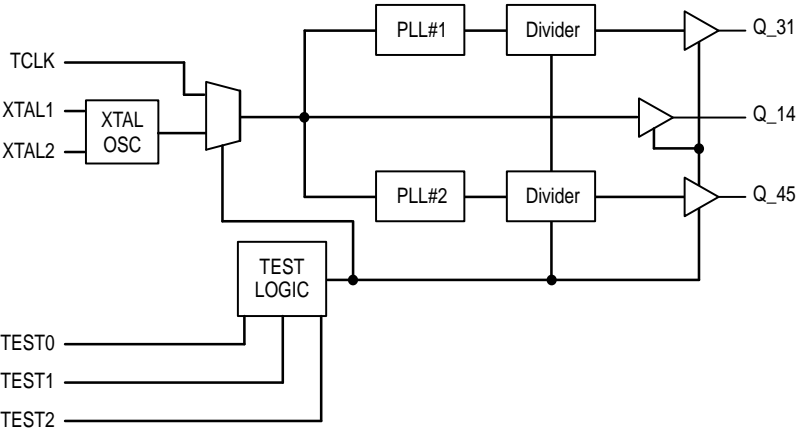 PLL#1
Divider
Q_31
TCLK
XTAL1
XTAL2
XTAL
OSC
Q_14
PLL#2
Divider
Q_45
TEST
LOGIC
TEST0
TEST1
TEST2